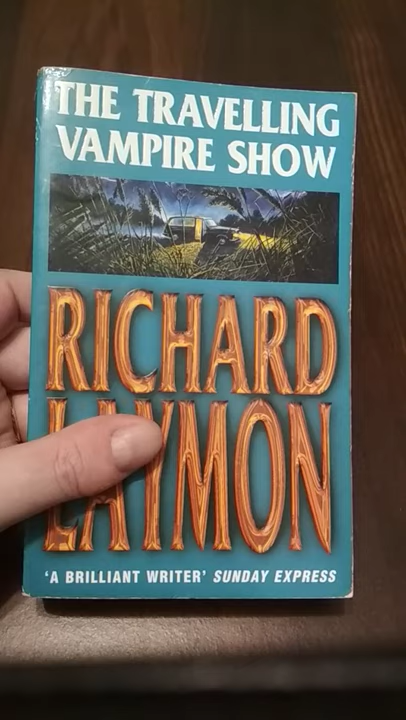 THE TRAVELLING
VAMPIRE SHOW
RICHARD
LAYMON
'A BRILLIANT WRITER' SUNDAY EXPRESS